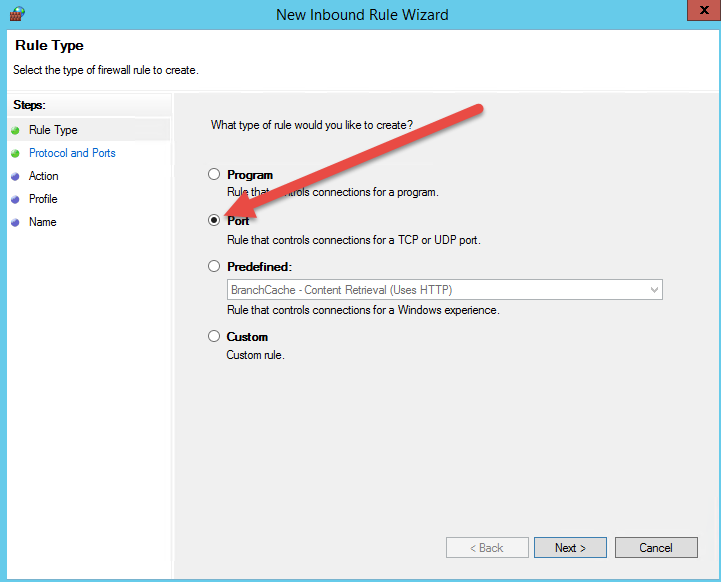 New Inbound Rule Wizard
x
Rule Type
Select the type of firewall rule to create.
Steps:
Rule Type
Protocol and Ports
Action
Profile
Name
What type of rule would you like to create?
Program
Rule that controls connections for a program.
Port
Rule that controls connections for a TCP or UDP port.
Predefined:
BranchCache - Content Retrieval (Uses HTTP)
Rule that controls connections for a Windows experience.
Custom
Custom rule.
< Back
Next >
Cancel